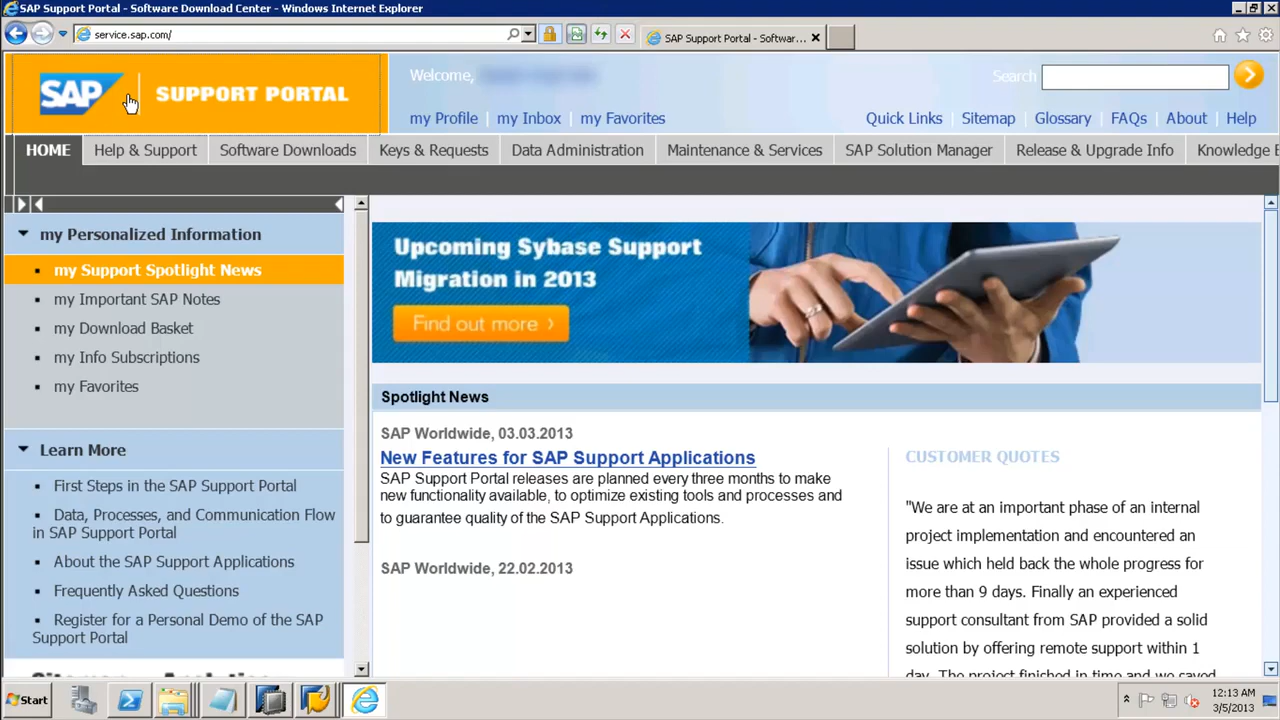 SAP Support Portal - Software Download Center - Windows Internet Explorer
service.sap.com/
SAP Support Portal - Softwar...
SAP SUPPORT PORTAL
Welcome,
Search
my Profile my Inbox my Favorites
Quick Links Sitemap Glossary FAQs About Help
HOME Help & Support Software Downloads Keys & Requests Data Administration Maintenance & Services SAP Solution Manager Release & Upgrade Info Knowledge
my Personalized Information
my Support Spotlight News
my Important SAP Notes
my Download Basket
my Info Subscriptions
my Favorites
Learn More
First Steps in the SAP Support Portal
Data, Processes, and Communication Flow
in SAP Support Portal
About the SAP Support Applications
Frequently Asked Questions
Register for a Personal Demo of the SAP
Support Portal
Upcoming Sybase Support
Migration in 2013
Find out more
Spotlight News
SAP Worldwide, 03.03.2013
New Features for SAP Support Applications
SAP Support Portal releases are planned every three months to make
new functionality available, to optimize existing tools and processes and
to guarantee quality of the SAP Support Applications.
SAP Worldwide, 22.02.2013
CUSTOMER QUOTES
"We are at an important phase of an internal
project implementation and encountered an
issue which held back the whole progress for
more than 9 days. Finally an experienced
support consultant from SAP provided a solid
solution by offering remote support within 1
day. The project finished in time and we saved
Start
12:13 AM
3/5/2013